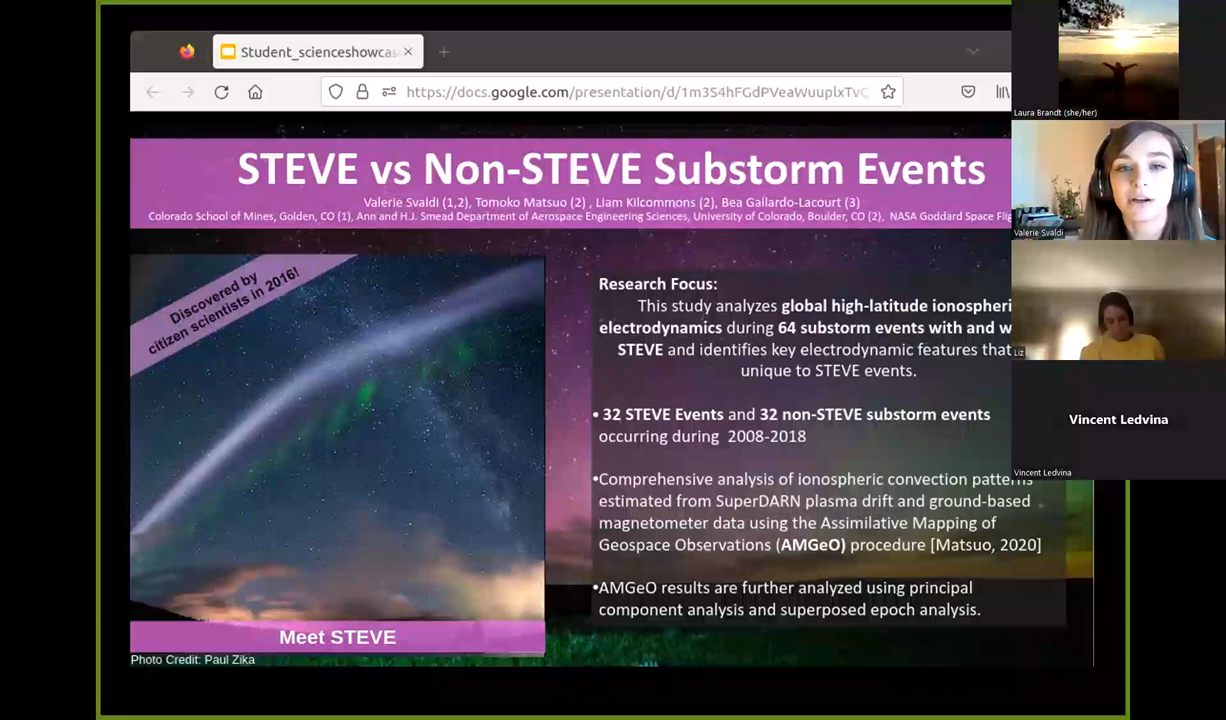 Student_scienceshowcas
https://docs.google.com/presentation/d/1m3S4hFGdPVeaWuuplxTvC
STEVE vs Non-STEVE Substorm Events
Valerie Svaldi (1,2), Tomoko Matsuo (2) , Liam Kilcommons (2), Bea Gallardo-Lacourt (3)
Colorado School of Mines, Golden, CO (1), Ann and H.J. Smead Department of Aerospace Engineering Sciences, University of Colorado, Boulder, CO (2), NASA Goddard Space Flig
Discovered by
citizen scientists in 2016!
Meet STEVE
Photo Credit: Paul Zika
Research Focus:
This study analyzes global high-latitude ionospheri
electrodynamics during 64 substorm events with and w
STEVE and identifies key electrodynamic features that
unique to STEVE events.
• 32 STEVE Events and 32 non-STEVE substorm events
occurring during 2008-2018
•Comprehensive analysis of ionospheric convection patterns
estimated from SuperDARN plasma drift and ground-based
magnetometer data using the Assimilative Mapping of
Geospace Observations (AMGeO) procedure [Matsuo, 2020]
•AMGeO results are further analyzed using principal
component analysis and superposed epoch analysis.
Laura Brandt (she/her)
Valerie Svaldi
Liz
Vincent Ledvina
Vincent Ledvina